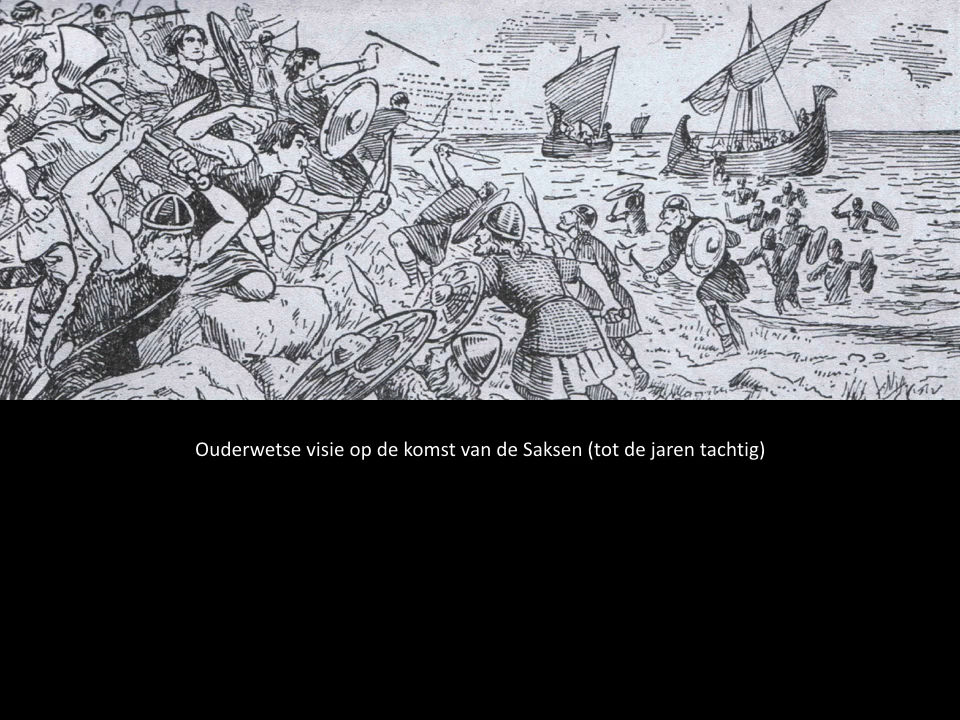 Ouderwetse visie op de komst van de Saksen (tot de jaren tachtig)